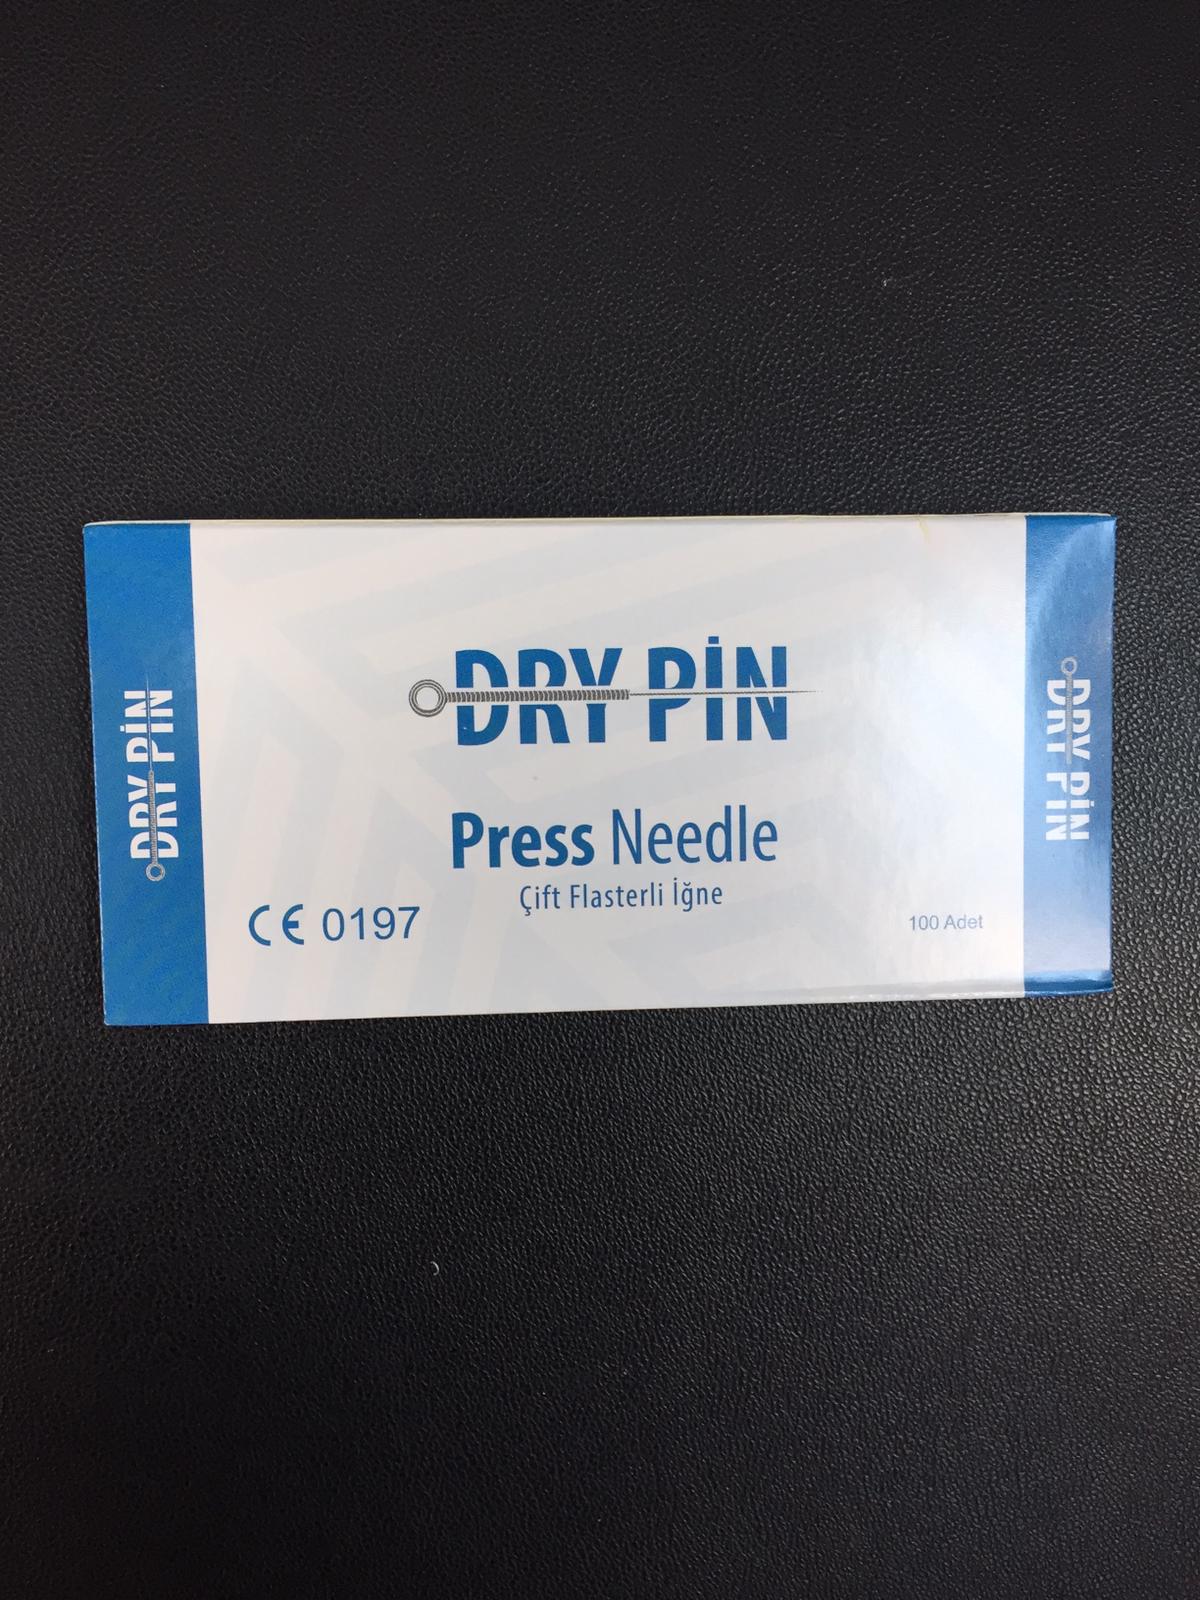 DRY PİN
DRY PİN
Press Needle
Çift Flasterli İğne
CE 0197
100 Adet
DRY PİN